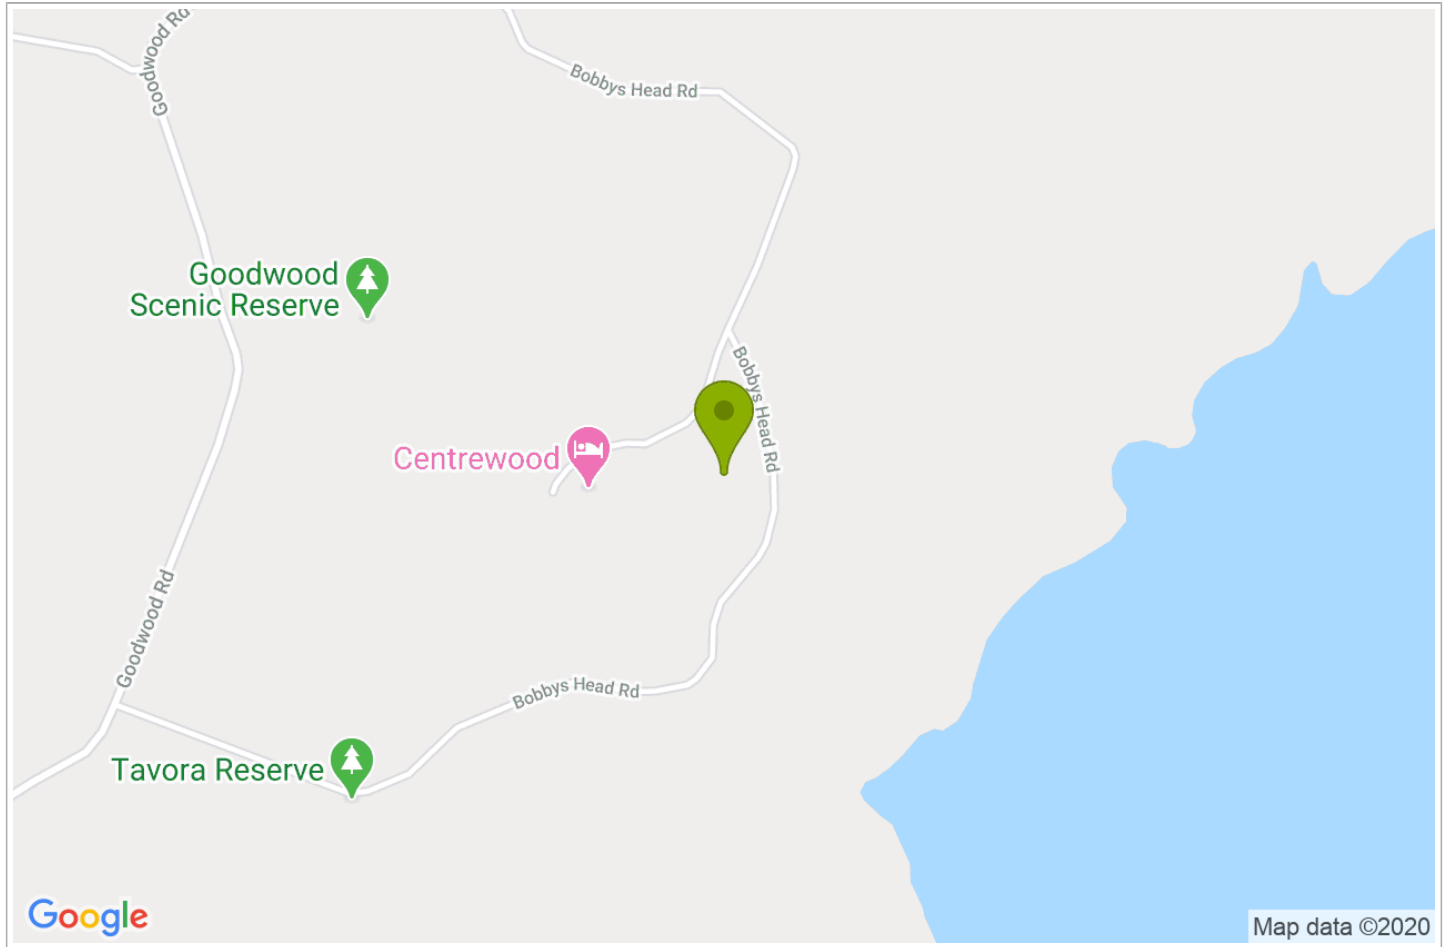 Goodwood Rd
Bobbys Head Rd
Goodwood
Scenic Reserve
Bobbys Head Rd
Centrewood
Goodwood Rd
Bobbys Head Rd
Tavora Reserve
Google
Map data ©2020